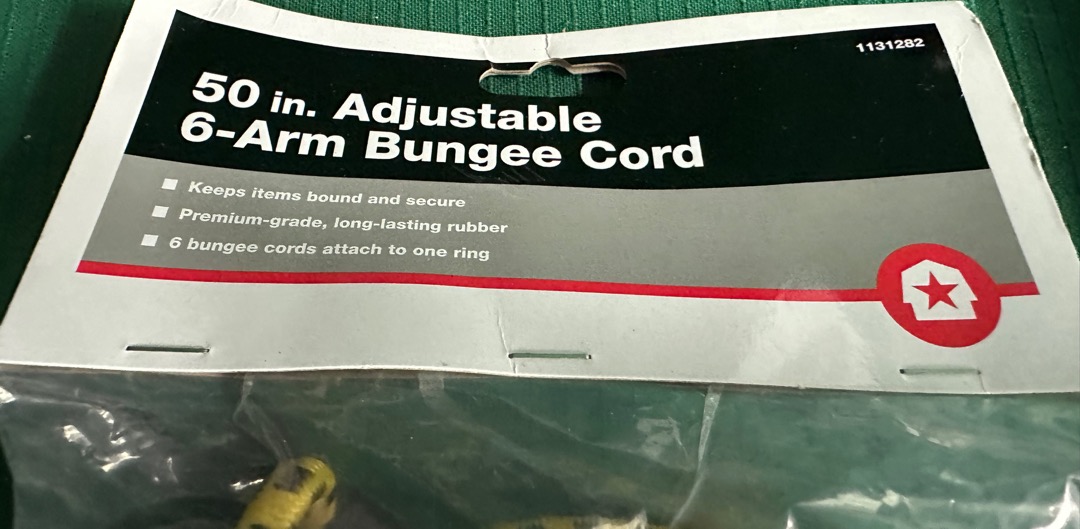 1131282
50 in. Adjustable
6-Arm Bungee Cord
Keeps items bound and secure
Premium-grade, long-lasting rubber
6 bungee cords attach to one ring